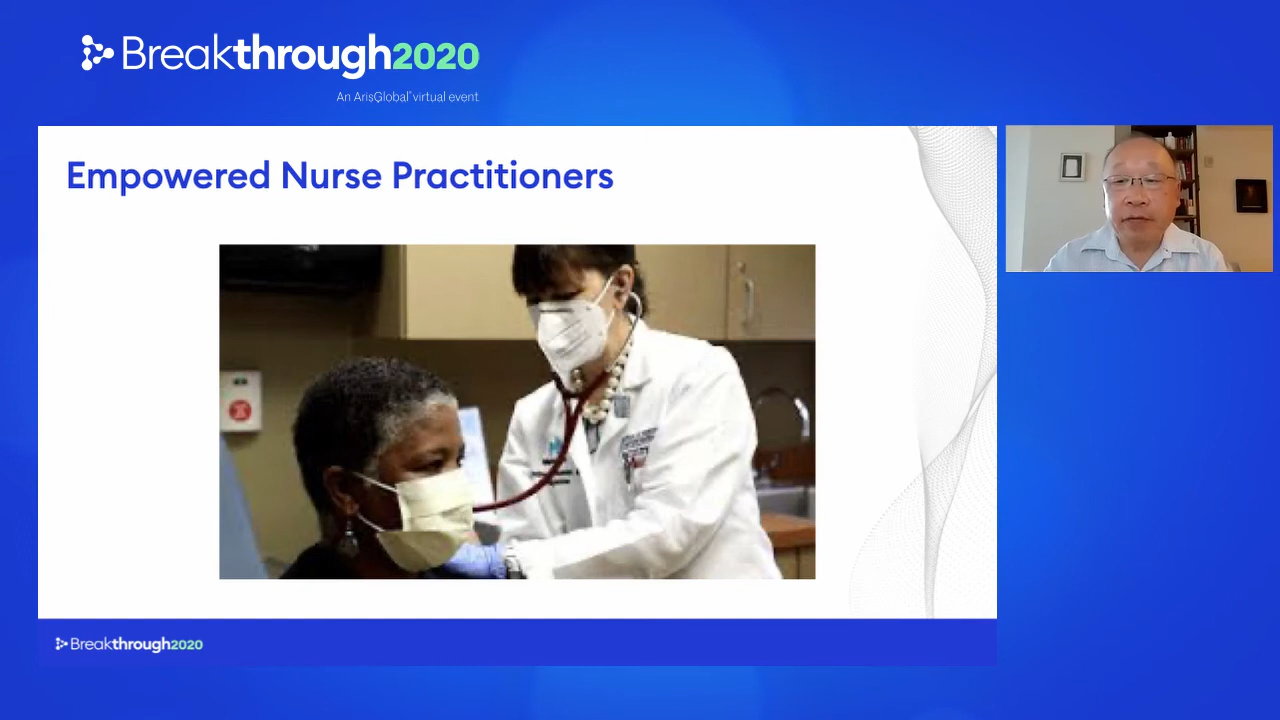 Breakthrough2020
An ArisGlobal® virtual event
Empowered Nurse Practitioners
Breakthrough2020